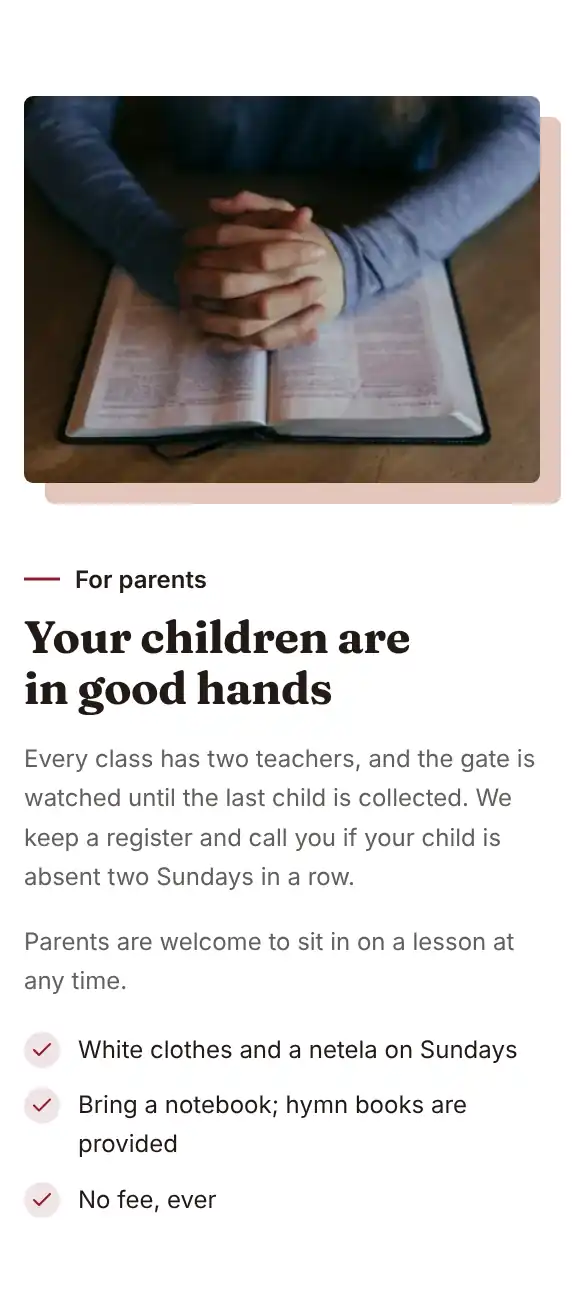 For parents
Your children are
in good hands
Every class has two teachers, and the gate is
watched until the last child is collected. We
keep a register and call you if your child is
absent two Sundays in a row.
Parents are welcome to sit in on a lesson at
any time.
White clothes and a netela on Sundays
Bring a notebook; hymn books are
provided
No fee, ever